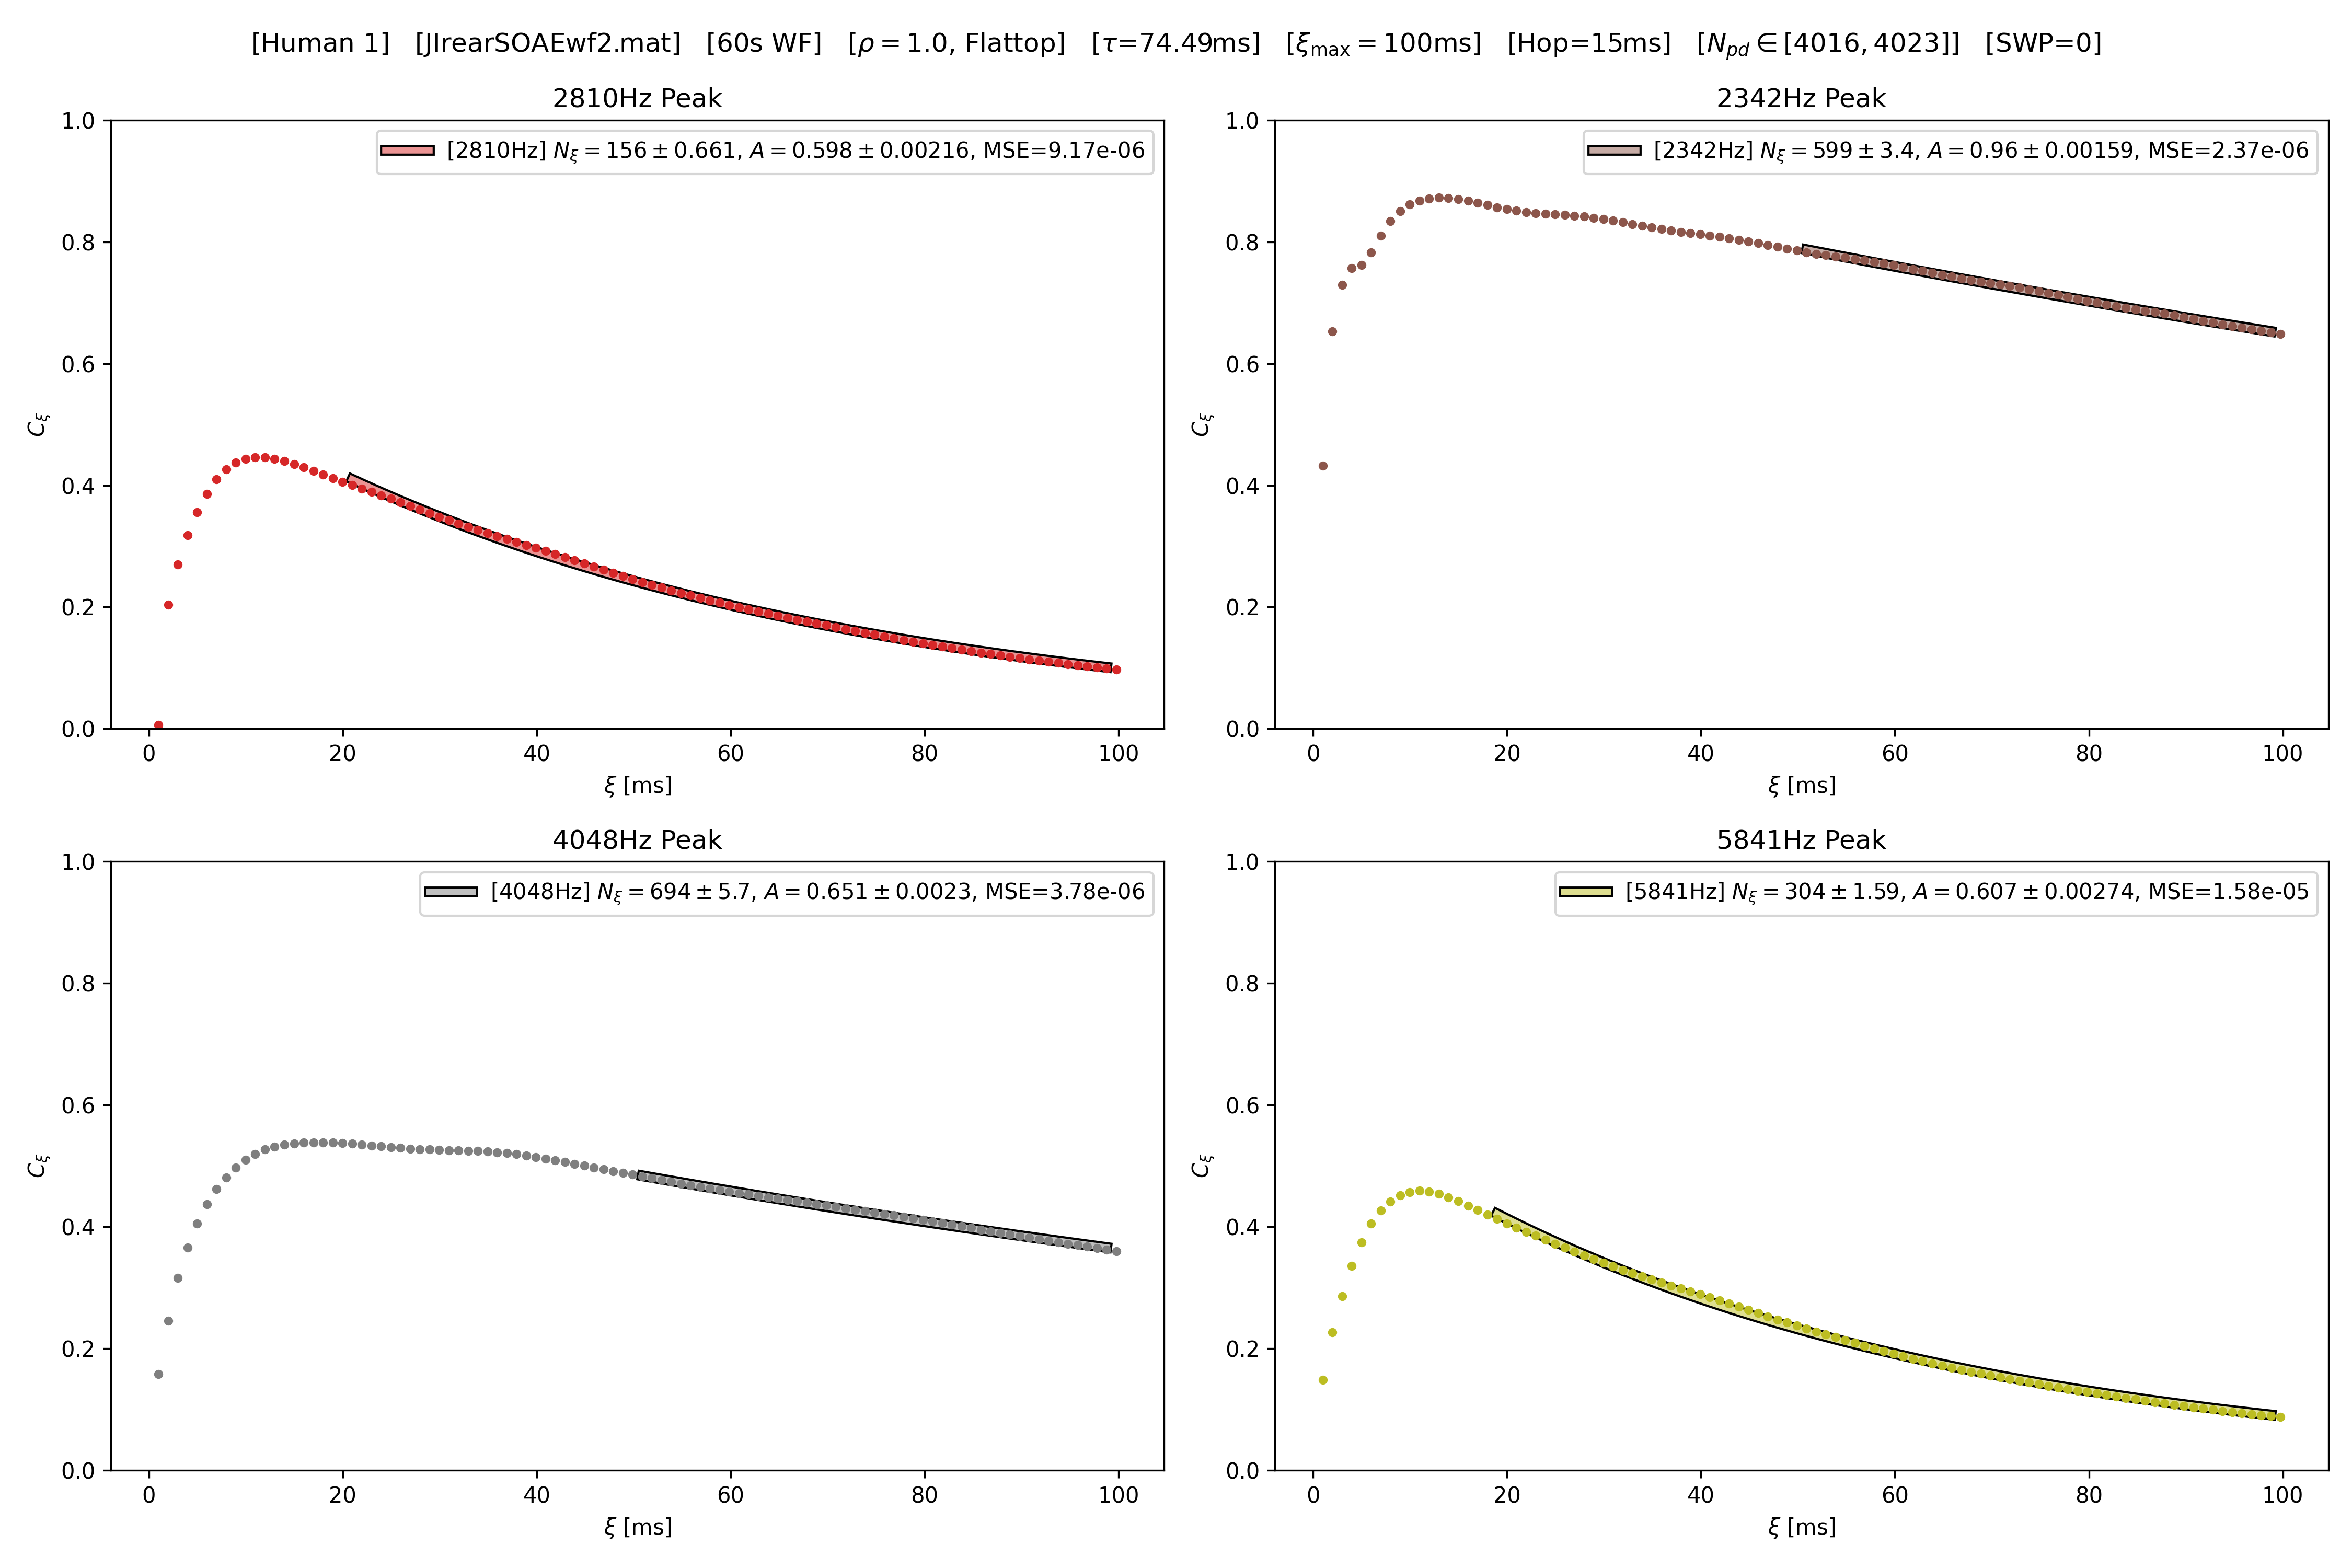 [Human 1] [JIrearSOAEwf2.mat] [60s WF] [ρ = 1.0, Flattop] [τ=74.49ms] [ξmax = 100ms] [Hop=15ms] [Npd ∈ [4016, 4023]] [SWP=0]
2810Hz Peak
[2810Hz] Nξ = 156 ± 0.661, A = 0.598 ± 0.00216, MSE=9.17e-06
1.0
0.8
0.6
0.4
0.2
0.0
Cξ
0 20 40 60 80 100
ξ [ms]
2342Hz Peak
[2342Hz] Nξ = 599 ± 3.4, A = 0.96 ± 0.00159, MSE=2.37e-06
1.0
0.8
0.6
0.4
0.2
0.0
Cξ
0 20 40 60 80 100
ξ [ms]
4048Hz Peak
[4048Hz] Nξ = 694 ± 5.7, A = 0.651 ± 0.0023, MSE=3.78e-06
1.0
0.8
0.6
0.4
0.2
0.0
Cξ
0 20 40 60 80 100
ξ [ms]
5841Hz Peak
[5841Hz] Nξ = 304 ± 1.59, A = 0.607 ± 0.00274, MSE=1.58e-05
1.0
0.8
0.6
0.4
0.2
0.0
Cξ
0 20 40 60 80 100
ξ [ms]